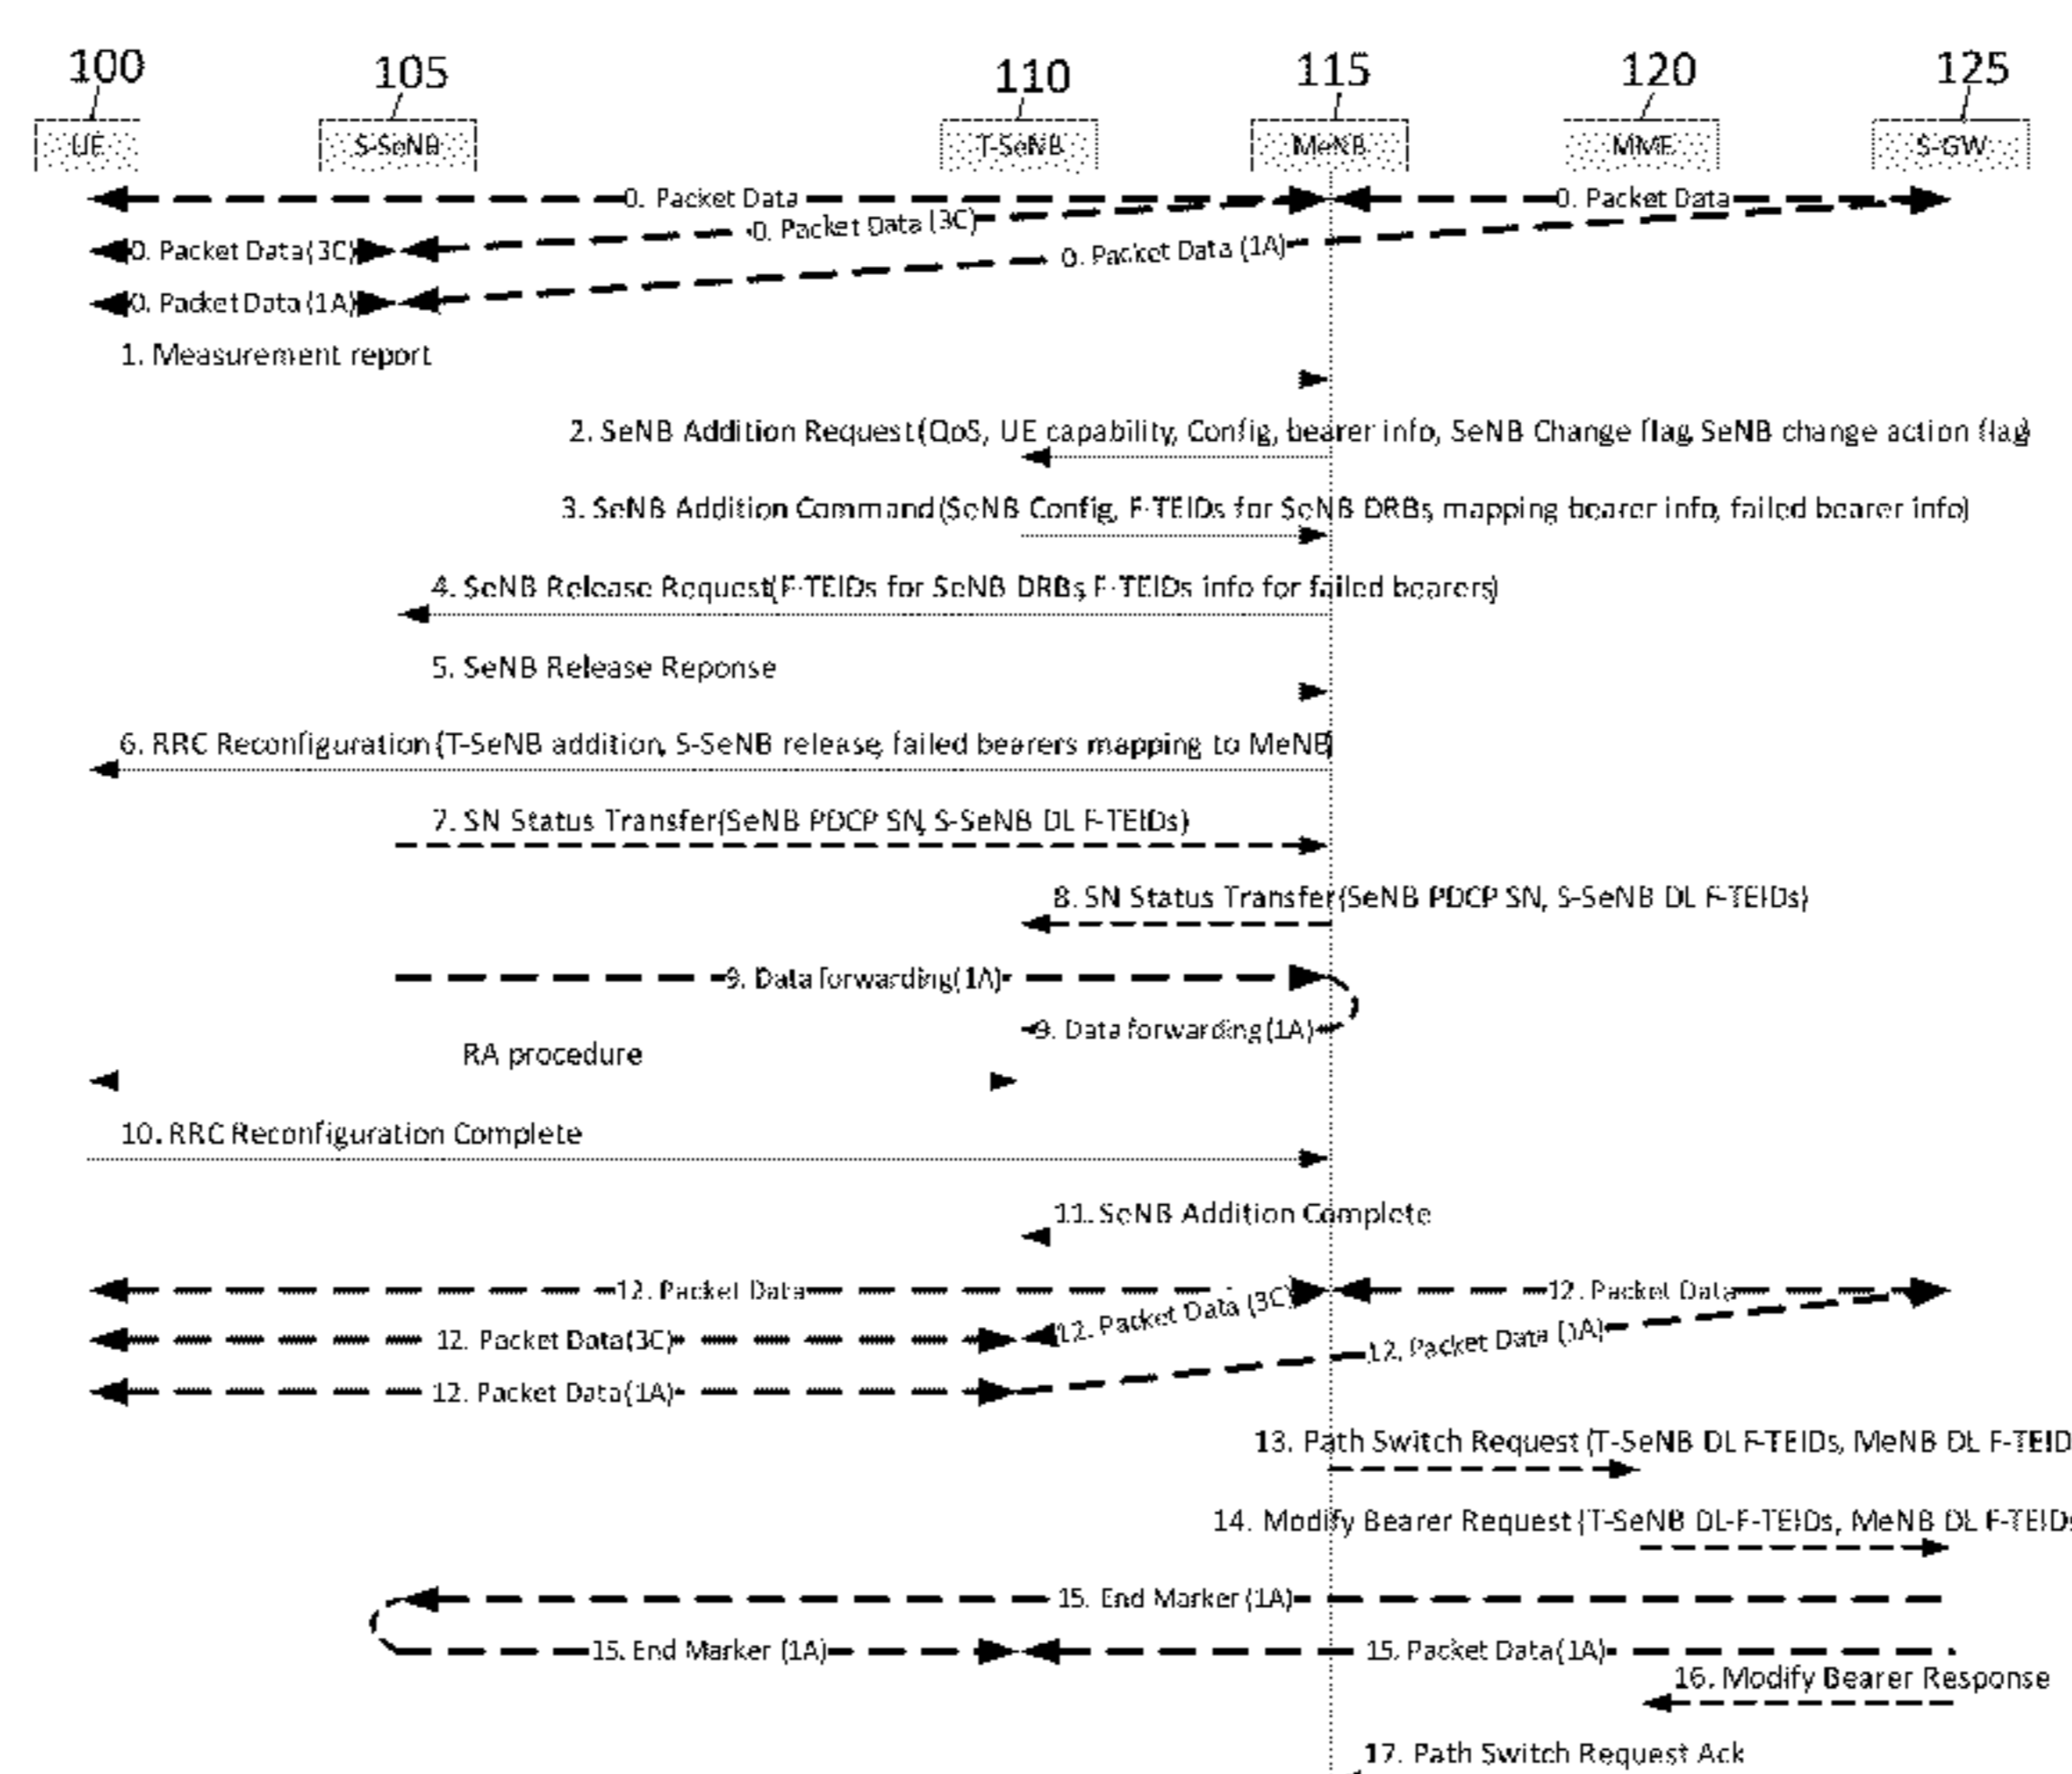 100
105
110
115
120
125
UE
S-SeNB
T-SeNB
MeNB
MME
S-GW
0. Packet Data
0. Packet Data
0. Packet Data (3C)
0. Packet Data(3C)
0. Packet Data (1A)
0. Packet Data (1A)
1. Measurement report
2. SeNB Addition Request (QoS, UE capability, Config, bearer info, SeNB Change flag, SeNB change action flag)
3. SeNB Addition Command (SeNB Config, F-TEIDs for SeNB DRBs, mapping bearer info, failed bearer info)
4. SeNB Release Request(F-TEIDs for SeNB DRBs, F-TEIDs info for failed bearers)
5. SeNB Release Reponse
6. RRC Reconfiguration (T-SeNB addition, S-SeNB release, failed bearers mapping to MeNB)
7. SN Status Transfer(SeNB PDCP SN, S-SeNB DL F-TEIDs)
8. SN Status Transfer(SeNB PDCP SN, S-SeNB DL F-TEIDs)
9. Data forwarding(1A)
9. Data forwarding (1A)
RA procedure
10. RRC Reconfiguration Complete
11. SeNB Addition Complete
12. Packet Data
12. Packet Data
12. Packet Data (3C)
12. Packet Data(3C)
12. Packet Data (1A)
12. Packet Data(1A)
13. Path Switch Request (T-SeNB DL F-TEIDs, MeNB DL F-TEID
14. Modify Bearer Request (T-SeNB DL-F-TEIDs, MeNB DL F-TEIDs
15. End Marker (1A)
15. End Marker (1A)
15. Packet Data(1A)
16. Modify Bearer Response
17. Path Switch Request Ack